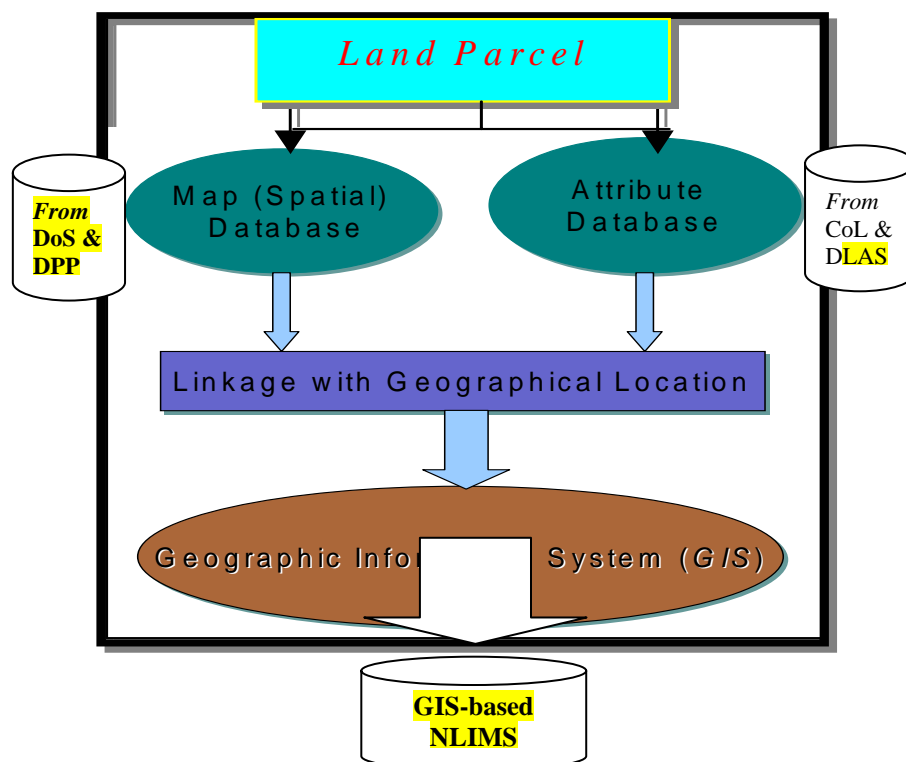 Land Parcel
From
DoS &
DPP
Map (Spatial)
Database
Attribute
Database
From
CoL &
DLAS
Linkage with Geographical Location
Geographic Infor System (GIS)
GIS-based
NLIMS